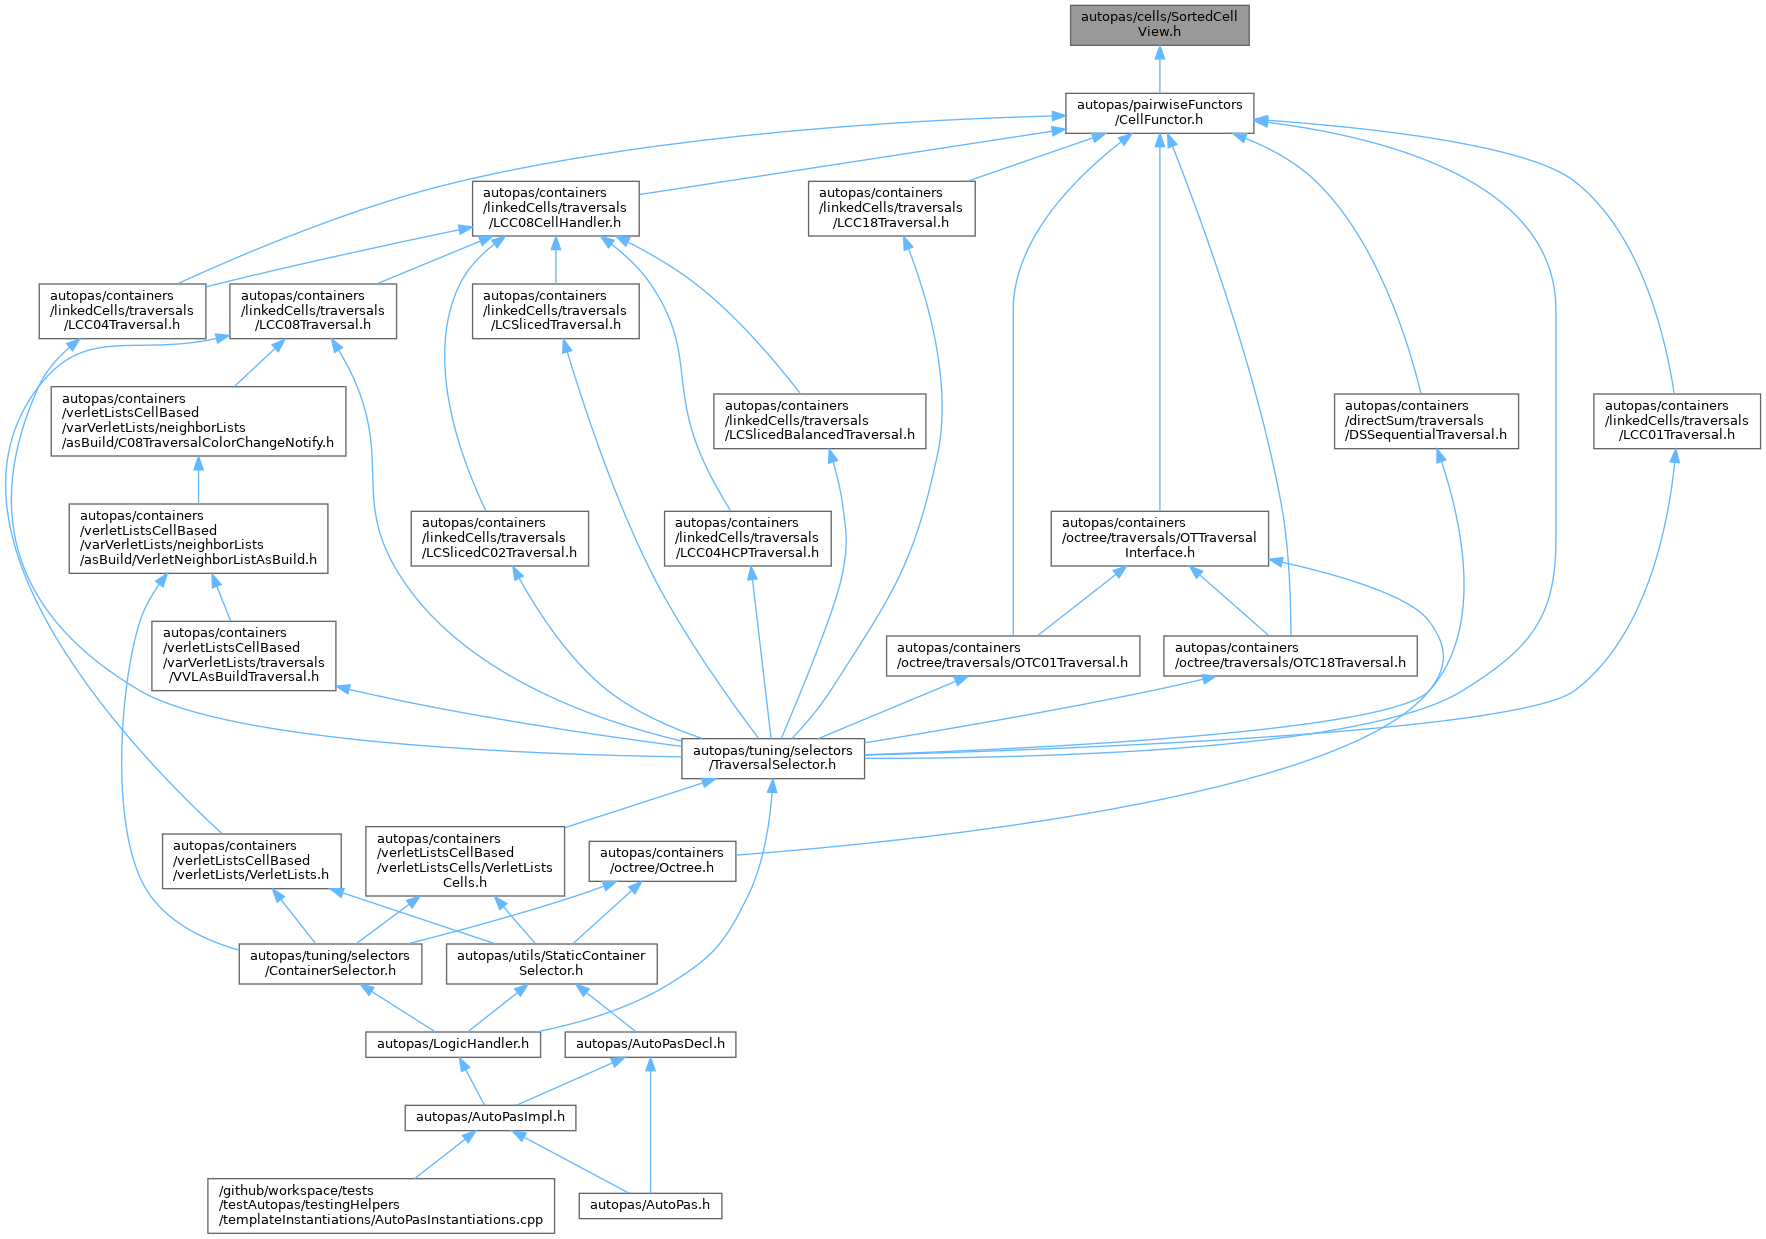 autopas/cells/SortedCell
View.h
autopas/pairwiseFunctors
/CellFunctor.h
autopas/containers
/linkedCells/traversals
/LCC08CellHandler.h
autopas/containers
/linkedCells/traversals
/LCC18Traversal.h
autopas/containers
/linkedCells/traversals
/LCC04Traversal.h
autopas/containers
/linkedCells/traversals
/LCC08Traversal.h
autopas/containers
/linkedCells/traversals
/LCSlicedTraversal.h
autopas/containers
/verletListsCellBased
/varVerletLists/neighborLists
/asBuild/C08TraversalColorChangeNotify.h
autopas/containers
/linkedCells/traversals
/LCSlicedBalancedTraversal.h
autopas/containers
/directSum/traversals
/DSSequentialTraversal.h
autopas/containers
/linkedCells/traversals
/LCC01Traversal.h
autopas/containers
/verletListsCellBased
/varVerletLists/neighborLists
/asBuild/VerletNeighborListAsBuild.h
autopas/containers
/linkedCells/traversals
/LCSlicedC02Traversal.h
autopas/containers
/linkedCells/traversals
/LCC04HCPTraversal.h
autopas/containers
/octree/traversals/OTTraversal
Interface.h
autopas/containers
/verletListsCellBased
/varVerletLists/traversals
/VVLAsBuildTraversal.h
autopas/containers
/octree/traversals/OTC01Traversal.h
autopas/containers
/octree/traversals/OTC18Traversal.h
autopas/tuning/selectors
/TraversalSelector.h
autopas/containers
/verletListsCellBased
/verletLists/VerletLists.h
autopas/containers
/verletListsCellBased
/verletListsCells/VerletLists
Cells.h
autopas/containers
/octree/Octree.h
autopas/tuning/selectors
/ContainerSelector.h
autopas/utils/StaticContainer
Selector.h
autopas/LogicHandler.h
autopas/AutoPasDecl.h
autopas/AutoPasImpl.h
/github/workspace/tests
/testAutopas/testingHelpers
/templateInstantiations/AutoPasInstantiations.cpp
autopas/AutoPas.h